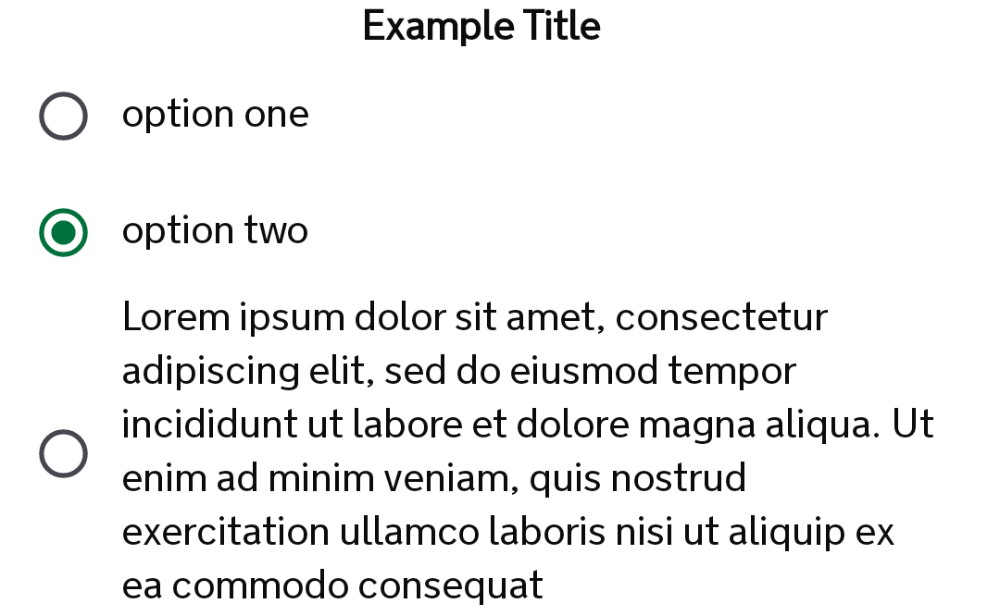 Example Title
option one
option two
Lorem ipsum dolor sit amet, consectetur
adipiscing elit, sed do eiusmod tempor
incididunt ut labore et dolore magna aliqua. Ut
enim ad minim veniam, quis nostrud
exercitation ullamco laboris nisi ut aliquip ex
ea commodo consequat